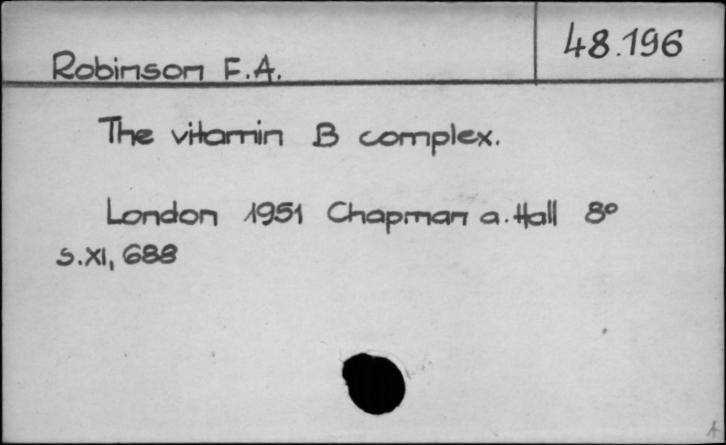 48.196
Robinson F.A.
The vitamin B complex.
London 1951 Chapman a. Hall 8°
s.XI, 688